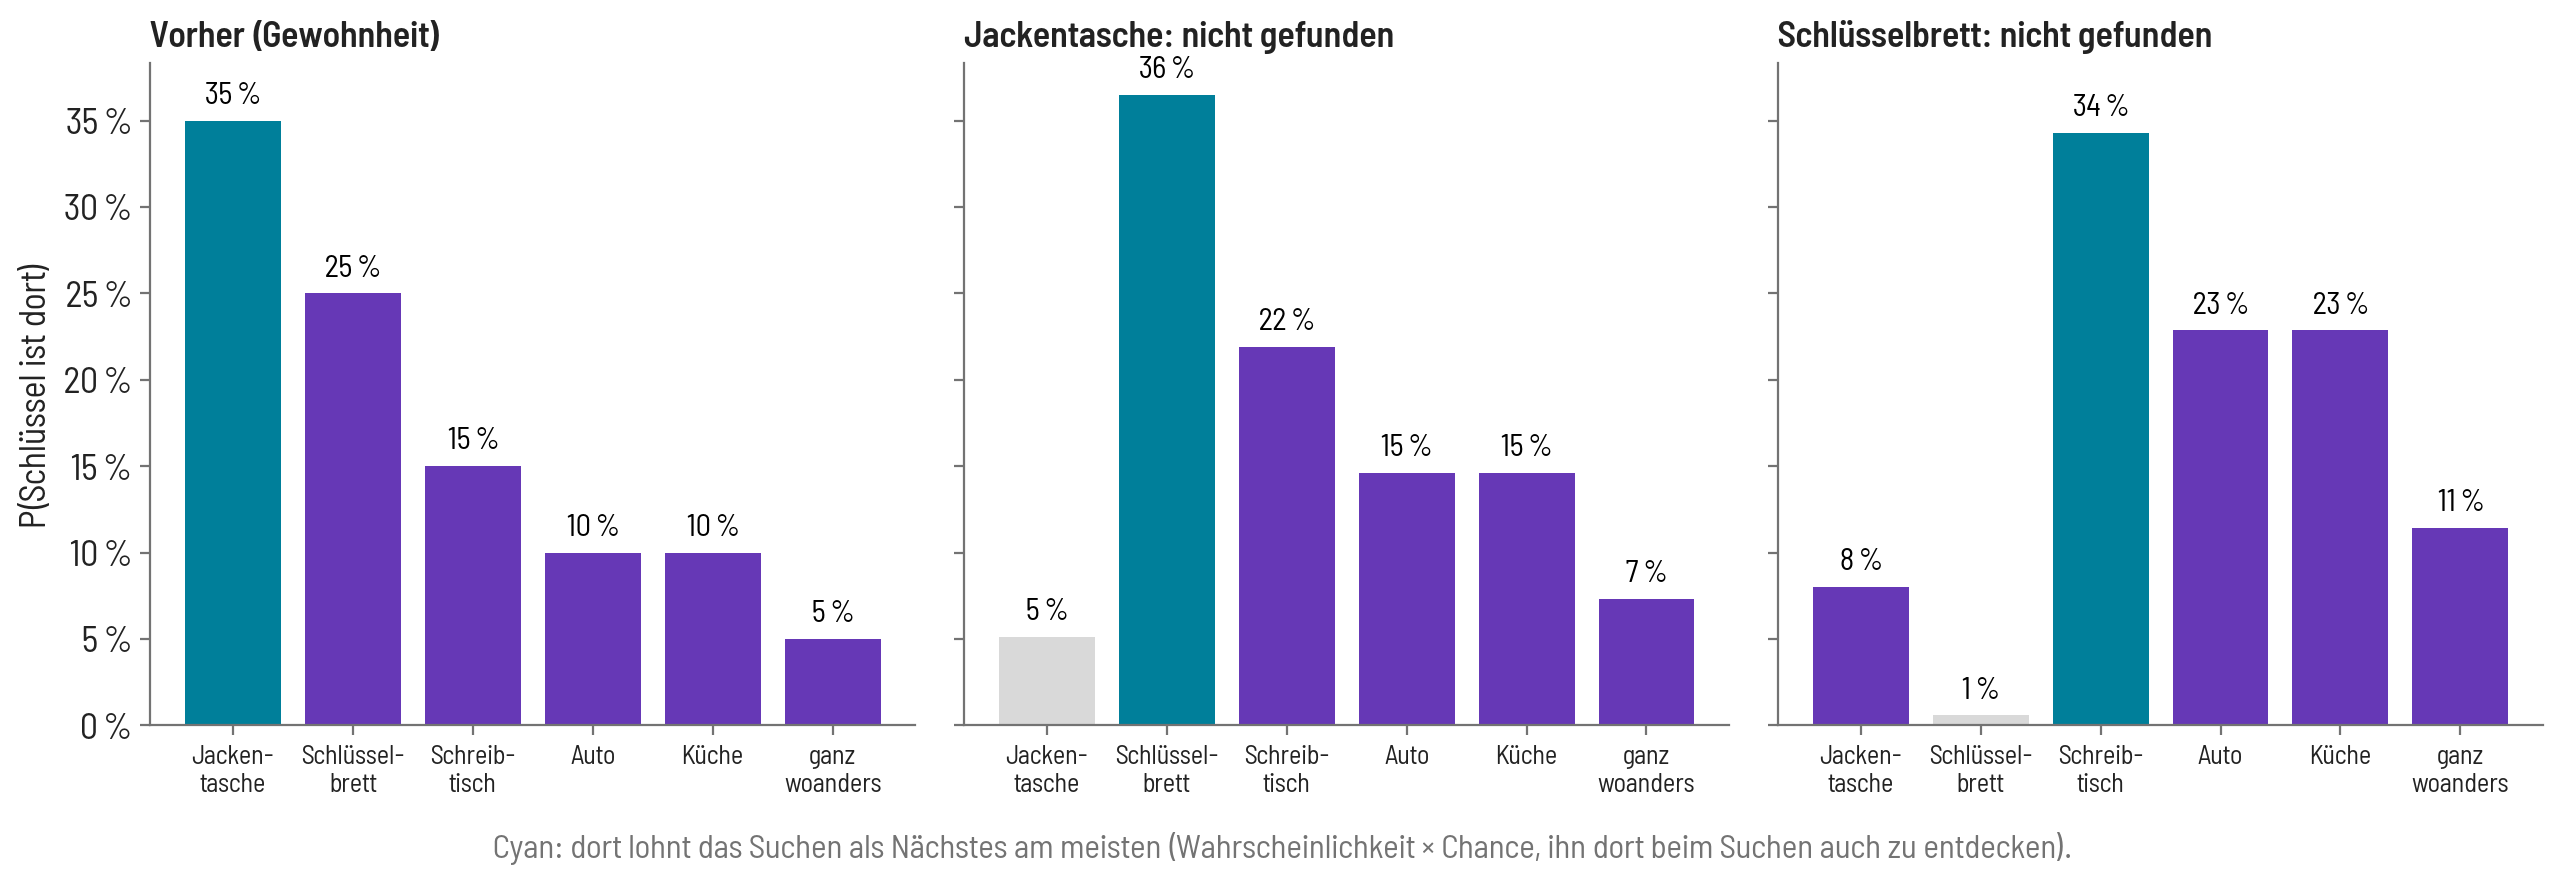 Vorher (Gewohnheit)
P(Schlüssel ist dort)
35 %
30 %
25 %
20 %
15 %
10 %
5 %
0 %
35 %
25 %
15 %
10 %
10 %
5 %
Jacken-
tasche
Schlüssel-
brett
Schreib-
tisch
Auto
Küche
ganz
woanders
Jackentasche: nicht gefunden
5 %
36 %
22 %
15 %
15 %
7 %
Jacken-
tasche
Schlüssel-
brett
Schreib-
tisch
Auto
Küche
ganz
woanders
Schlüsselbrett: nicht gefunden
8 %
1 %
34 %
23 %
23 %
11 %
Jacken-
tasche
Schlüssel-
brett
Schreib-
tisch
Auto
Küche
ganz
woanders
Cyan: dort lohnt das Suchen als Nächstes am meisten (Wahrscheinlichkeit × Chance, ihn dort beim Suchen auch zu entdecken).